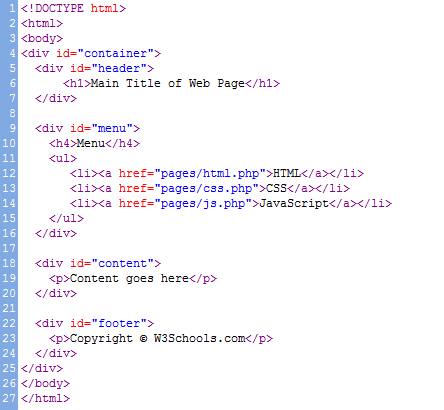 1 <!DOCTYPE html>
2 <html>
3 <body>
4 <div id="container">
5   <div id="header">
6       <h1>Main Title of Web Page</h1>
7   </div>
8
9   <div id="menu">
10     <h4>Menu</h4>
11     <ul>
12        <li><a href="pages/html.php">HTML</a></li>
13        <li><a href="pages/css.php">CSS</a></li>
14        <li><a href="pages/js.php">JavaScript</a></li>
15     </ul>
16   </div>
17
18   <div id="content">
19     <p>Content goes here</p>
20   </div>
21
22   <div id="footer">
23     <p>Copyright © W3Schools.com</p>
24   </div>
25 </div>
26 </body>
27 </html>